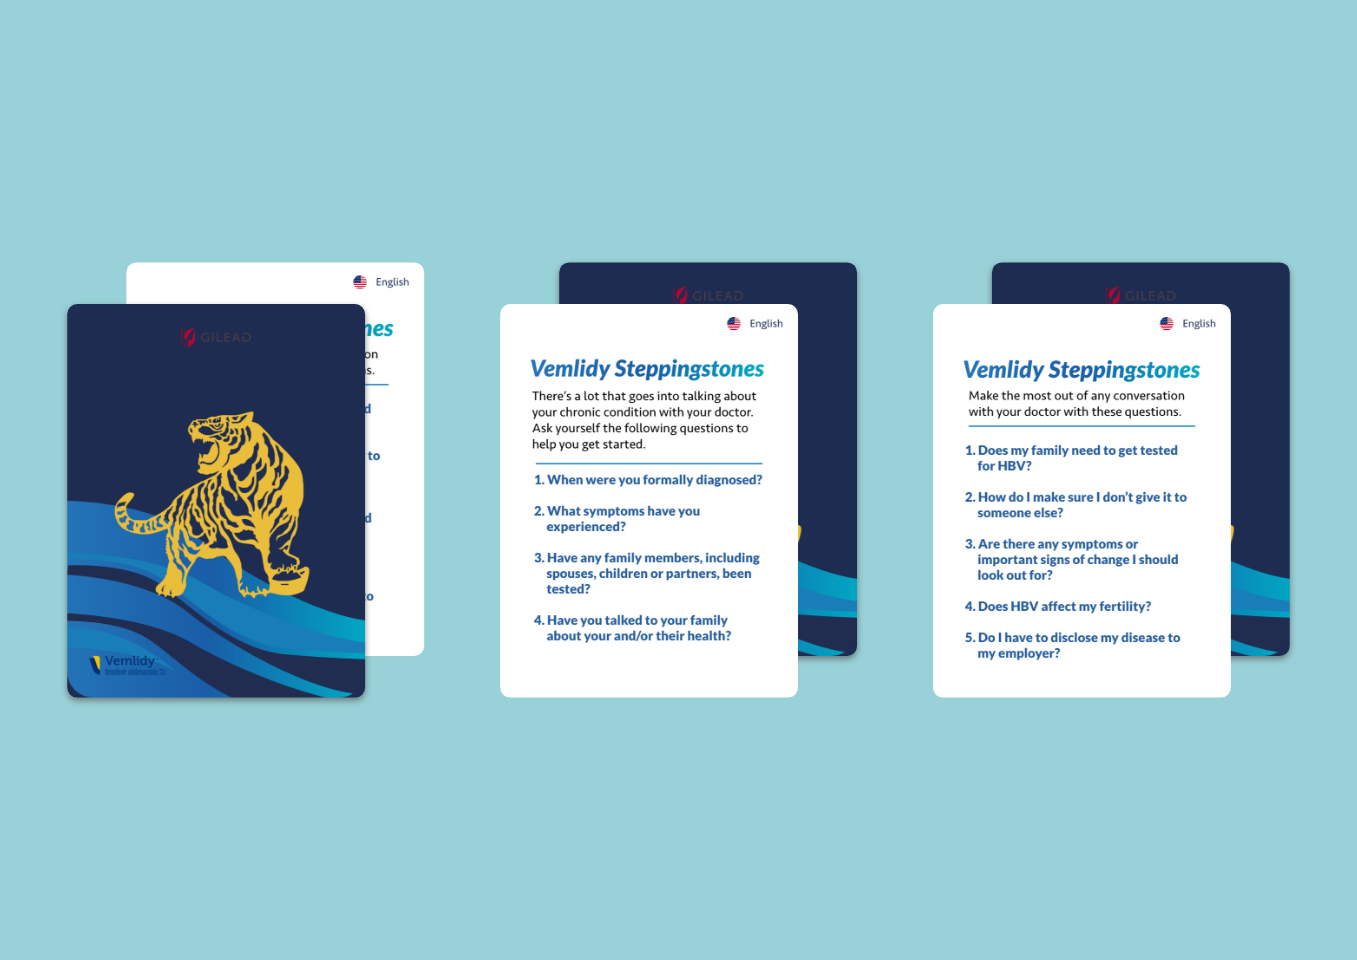 English
nes
on
s.
d
to
d
to
GILEAD
Vemlidy
GILEAD
English
Vemlidy Steppingstones
There's a lot that goes into talking about
your chronic condition with your doctor.
Ask yourself the following questions to
help you get started.
1. When were you formally diagnosed?
2. What symptoms have you
experienced?
3. Have any family members, including
spouses, children or partners, been
tested?
4. Have you talked to your family
about your and/or their health?
GILEAD
English
Vemlidy Steppingstones
Make the most out of any conversation
with your doctor with these questions.
1. Does my family need to get tested
for HBV?
2. How do I make sure I don't give it to
someone else?
3. Are there any symptoms or
important signs of change I should
look out for?
4. Does HBV affect my fertility?
5. Do I have to disclose my disease to
my employer?